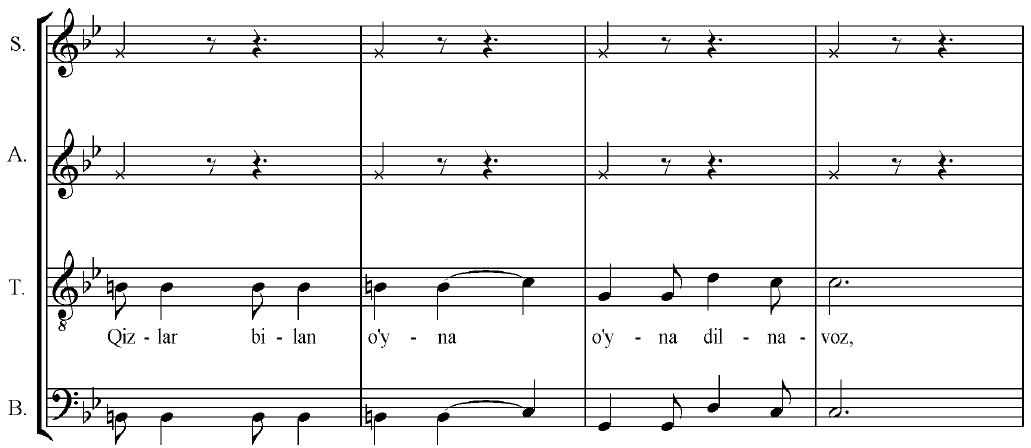 S.
A.
T.
Qiz - lar bi - lan o'y - na o'y - na dil - na - voz,
B.